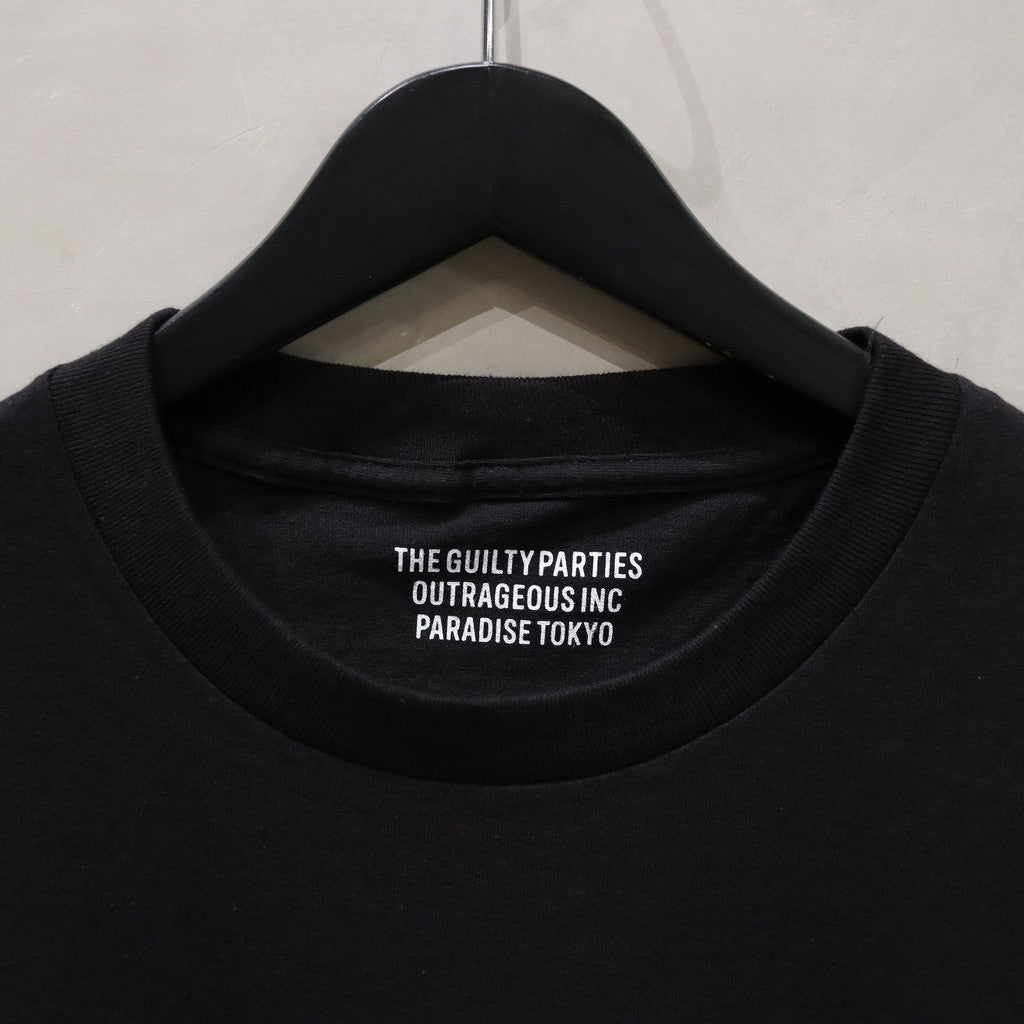 THE GUILTY PARTIES
OUTRAGEOUS INC
PARADISE TOKYO